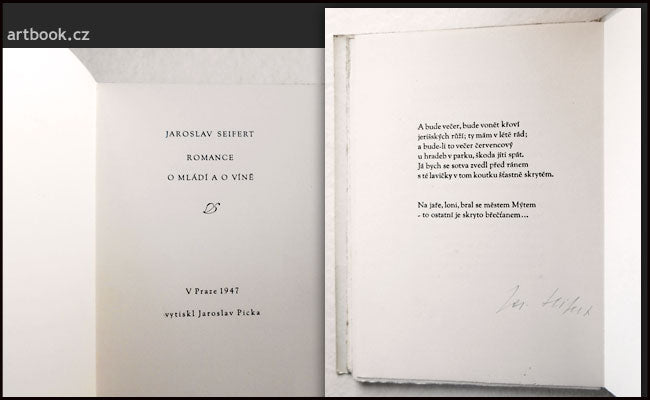 artbook.cz
JAROSLAV SEIFERT
ROMANCE
O MLÁDÍ A O VÍNĚ
V Praze 1947
vytiskl Jaroslav Picka
A bude večer, bude vonět křoví
jerišských růží; ty mám v létě rád;
a bude-li to večer červencový
u hradeb v parku, škoda jíti spát.
Já bych se sotva zvedl před ránem
s té lavičky v tom koutku šťastně skrytém.
Na jaře, loni, bral se městem Mýtem
- to ostatní je skryto břečťanem...
Jar. Seifert